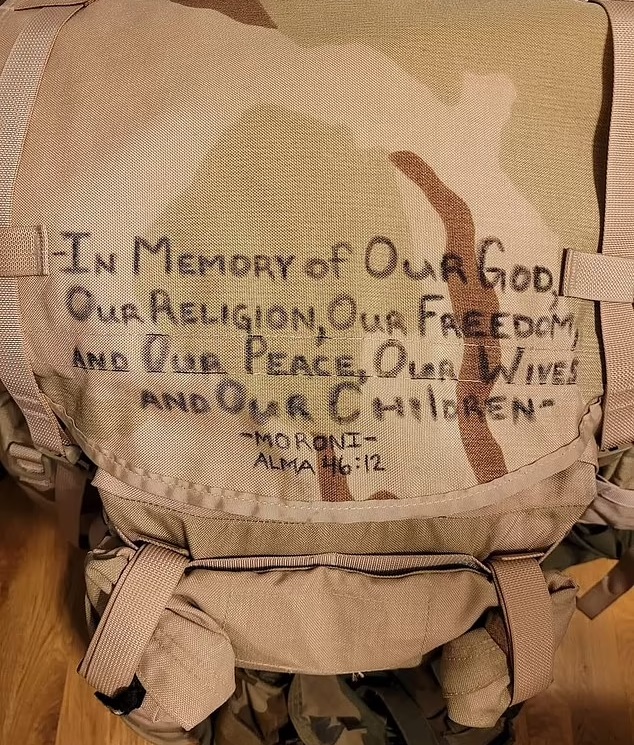 -In Memory of Our God,
Our Religion, Our Freedom,
and Our Peace, Our Wives
and Our Children-
-MORONI-
ALMA 46:12